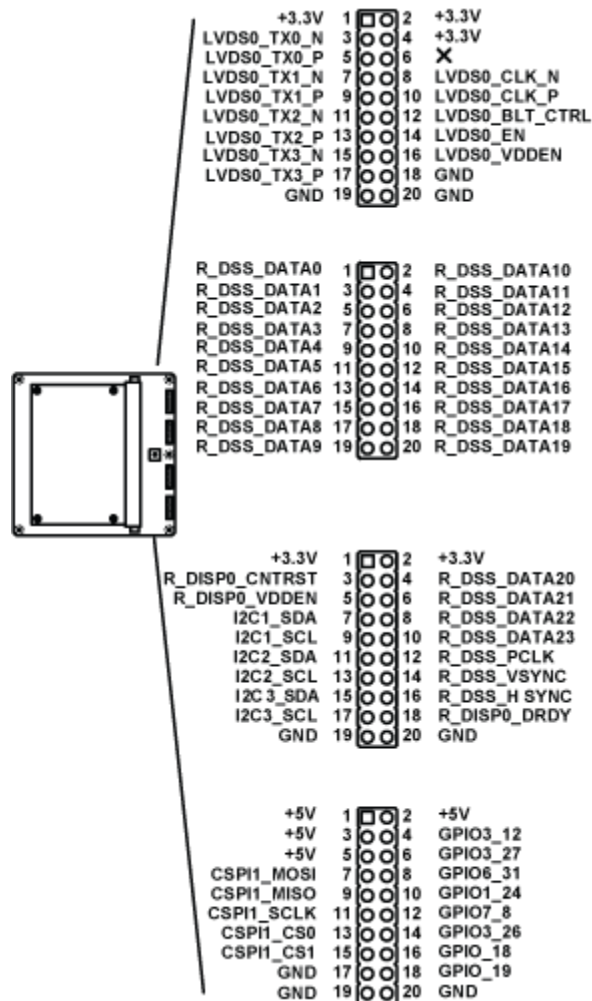 +3.3V 1 2 +3.3V
LVDS0_TX0_N 3 4 +3.3V
LVDS0_TX0_P 5 6 X
LVDS0_TX1_N 7 8 LVDS0_CLK_N
LVDS0_TX1_P 9 10 LVDS0_CLK_P
LVDS0_TX2_N 11 12 LVDS0_BLT_CTRL
LVDS0_TX2_P 13 14 LVDS0_EN
LVDS0_TX3_N 15 16 LVDS0_VDDEN
LVDS0_TX3_P 17 18 GND
GND 19 20 GND
R_DSS_DATA0 1 2 R_DSS_DATA10
R_DSS_DATA1 3 4 R_DSS_DATA11
R_DSS_DATA2 5 6 R_DSS_DATA12
R_DSS_DATA3 7 8 R_DSS_DATA13
R_DSS_DATA4 9 10 R_DSS_DATA14
R_DSS_DATA5 11 12 R_DSS_DATA15
R_DSS_DATA6 13 14 R_DSS_DATA16
R_DSS_DATA7 15 16 R_DSS_DATA17
R_DSS_DATA8 17 18 R_DSS_DATA18
R_DSS_DATA9 19 20 R_DSS_DATA19
+3.3V 1 2 +3.3V
R_DISP0_CNTRST 3 4 R_DSS_DATA20
R_DISP0_VDDEN 5 6 R_DSS_DATA21
I2C1_SDA 7 8 R_DSS_DATA22
I2C1_SCL 9 10 R_DSS_DATA23
I2C2_SDA 11 12 R_DSS_PCLK
I2C2_SCL 13 14 R_DSS_VSYNC
I2C3_SDA 15 16 R_DSS_H SYNC
I2C3_SCL 17 18 R_DISP0_DRDY
GND 19 20 GND
+5V 1 2 +5V
+5V 3 4 GPIO3_12
+5V 5 6 GPIO3_27
CSPI1_MOSI 7 8 GPIO6_31
CSPI1_MISO 9 10 GPIO1_24
CSPI1_SCLK 11 12 GPIO7_8
CSPI1_CS0 13 14 GPIO3_26
CSPI1_CS1 15 16 GPIO_18
GND 17 18 GPIO_19
GND 19 20 GND